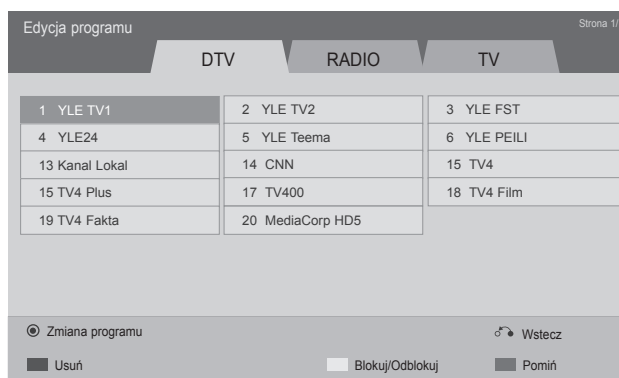 Edycja programu
Strona 1/
DTV RADIO TV
1 YLE TV1 2 YLE TV2 3 YLE FST
4 YLE24 5 YLE Teema 6 YLE PEILI
13 Kanal Lokal 14 CNN 15 TV4
15 TV4 Plus 17 TV400 18 TV4 Film
19 TV4 Fakta 20 MediaCorp HD5
Zmiana programu Wstecz
Usuń Blokuj/Odblokuj Pomiń